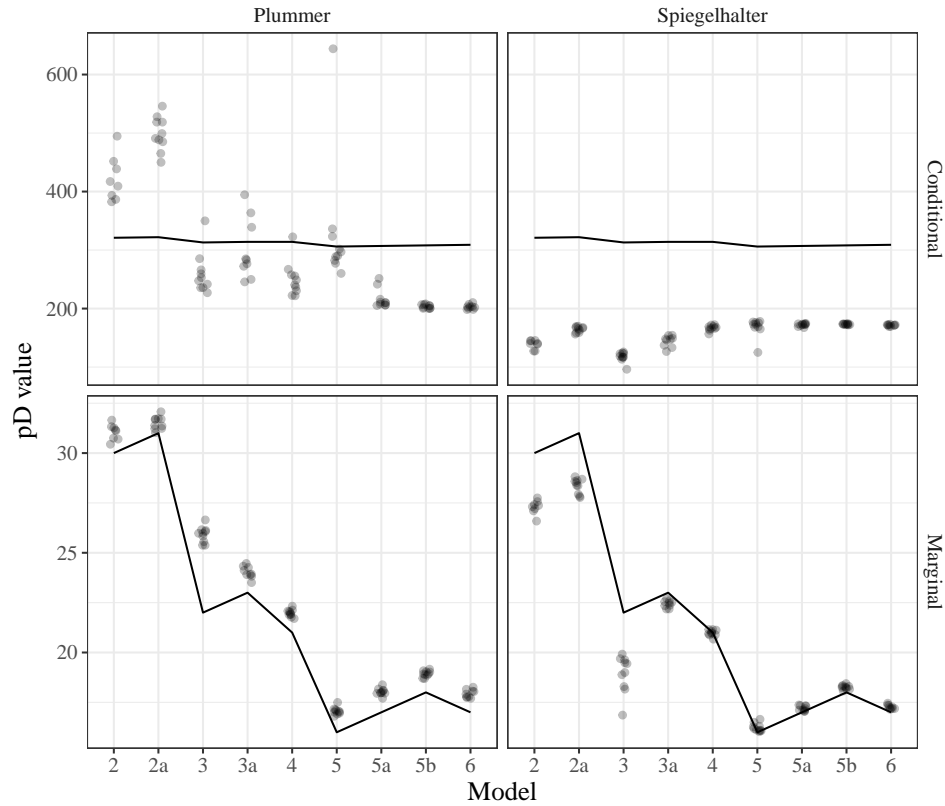 Plummer
Spiegelhalter
600
400
200
Conditional
pD value
30
25
20
Marginal
2 2a 3 3a 4 5 5a 5b 6
2 2a 3 3a 4 5 5a 5b 6
Model